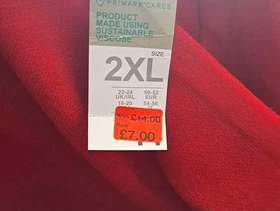 PRIMARK CARES
PRODUCT
MADE USING
SUSTAINABLE
VISCOSE
SIZE
2XL
22-24 50-52
UK/IRL EUR
18-20 54-56
£14.00
£7.00